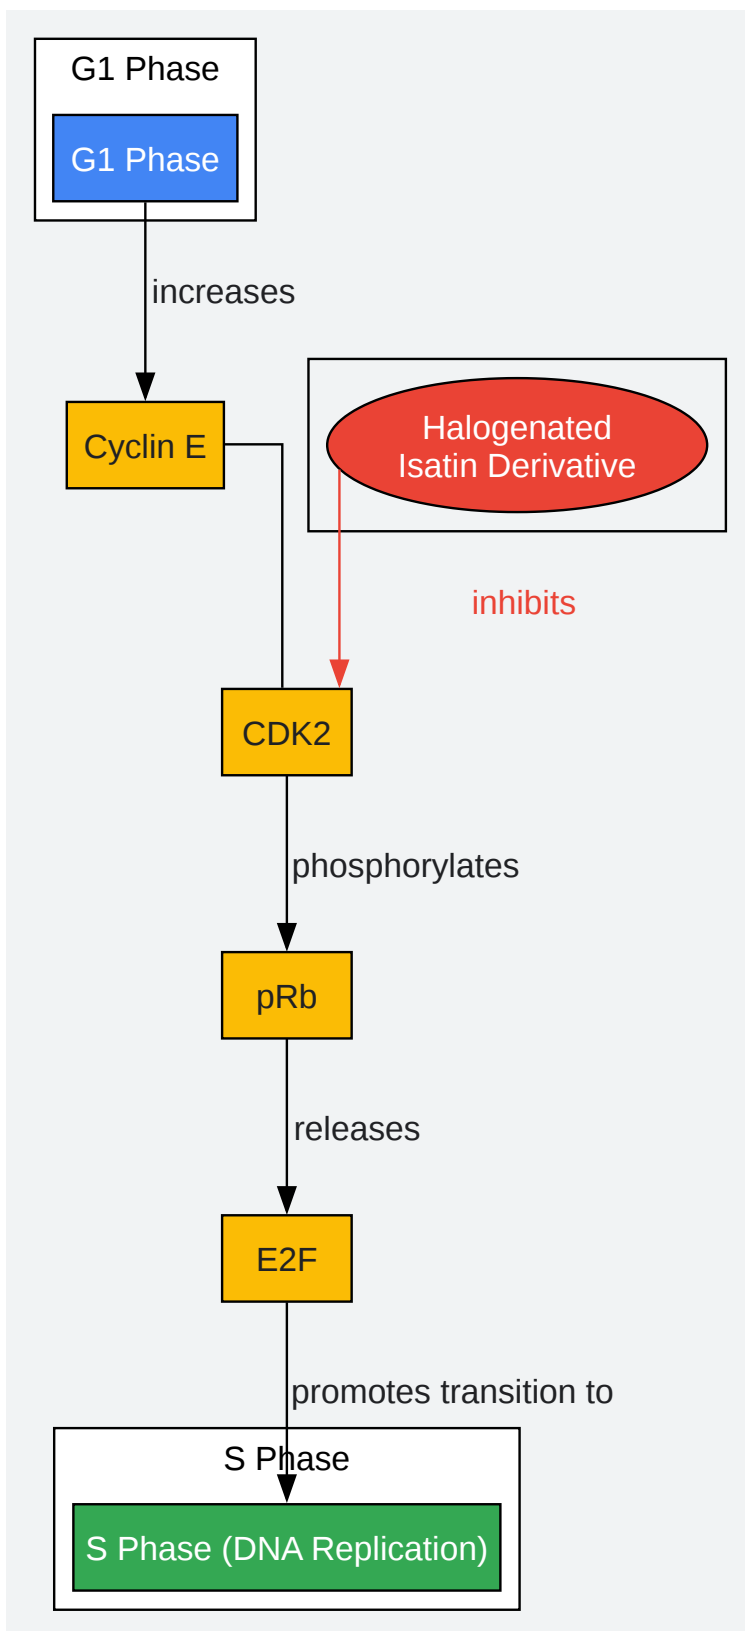 G1 Phase
G1 Phase
increases
Cyclin E
Halogenated
Isatin Derivative
inhibits
CDK2
phosphorylates
pRb
releases
E2F
promotes transition to
S Phase
S Phase (DNA Replication)